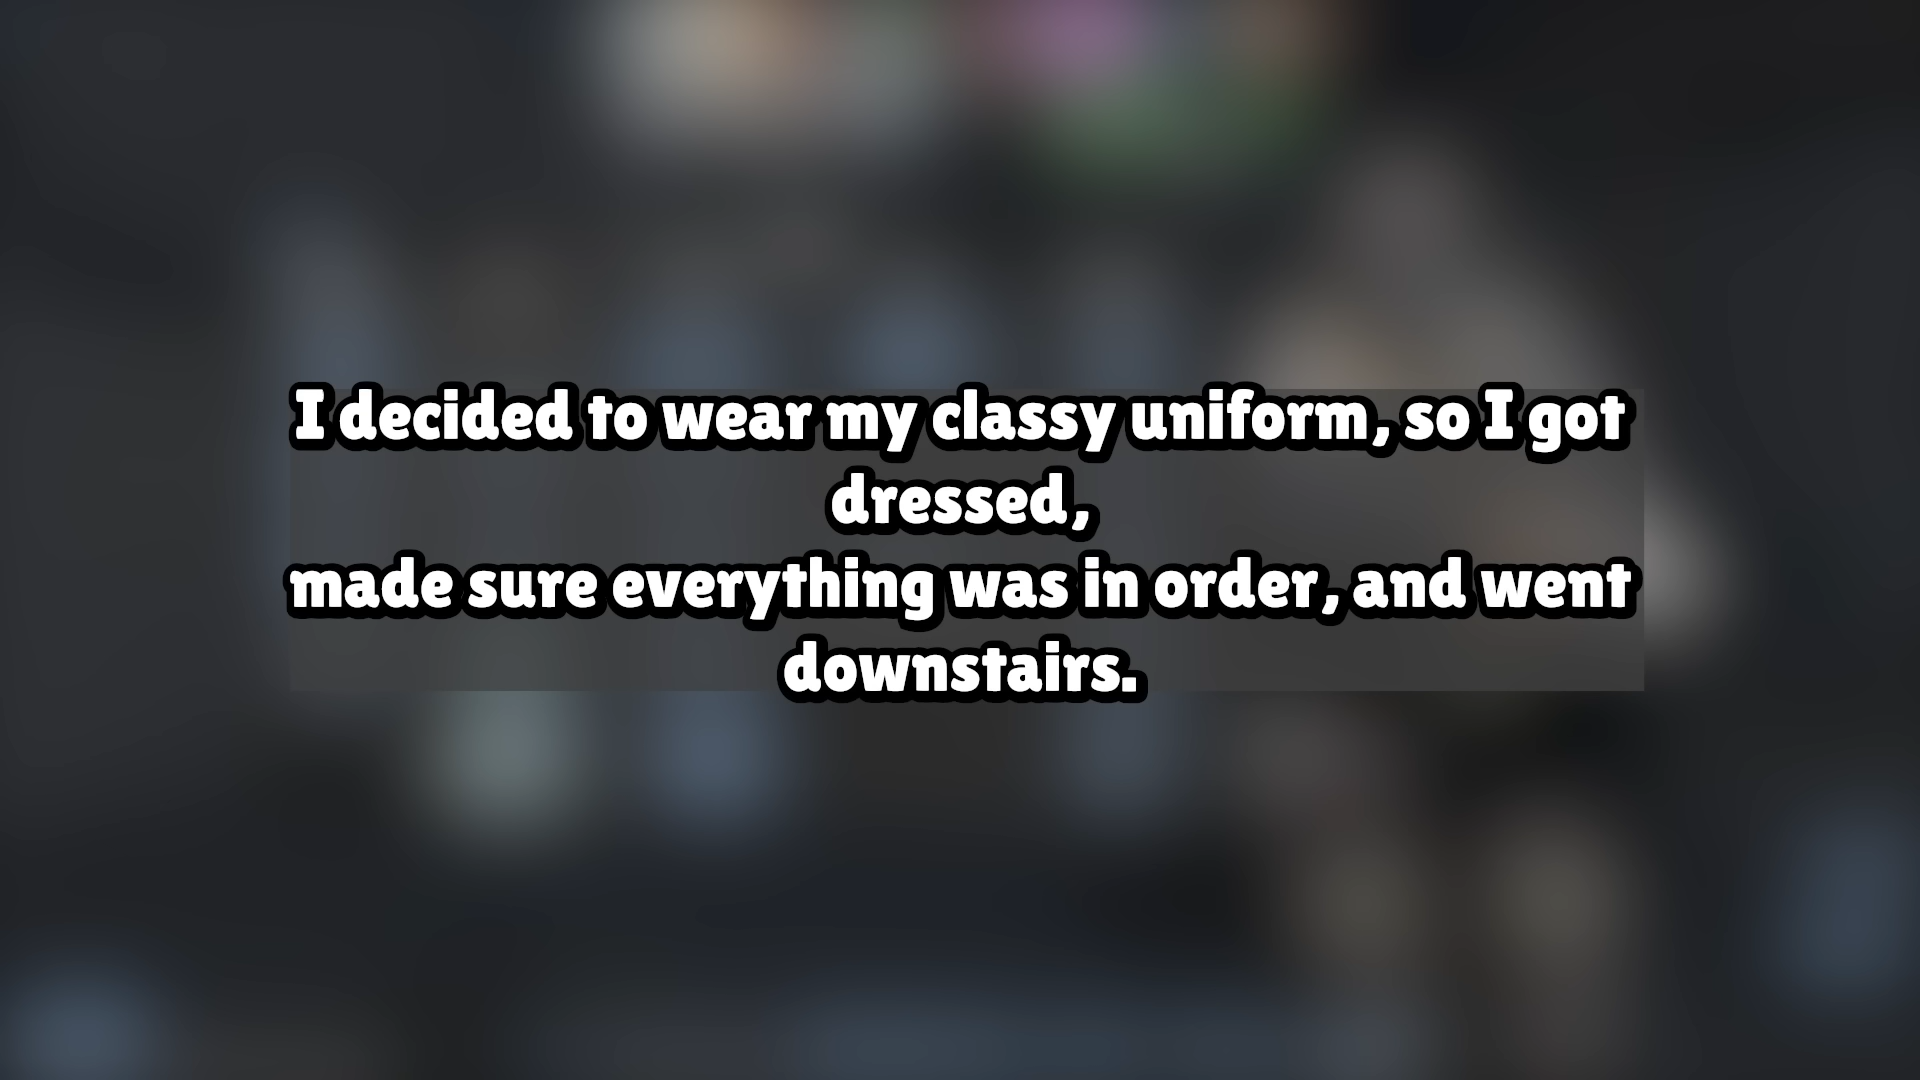 I decided to wear my classy uniform, so I got
dressed,
made sure everything was in order, and went
downstairs.